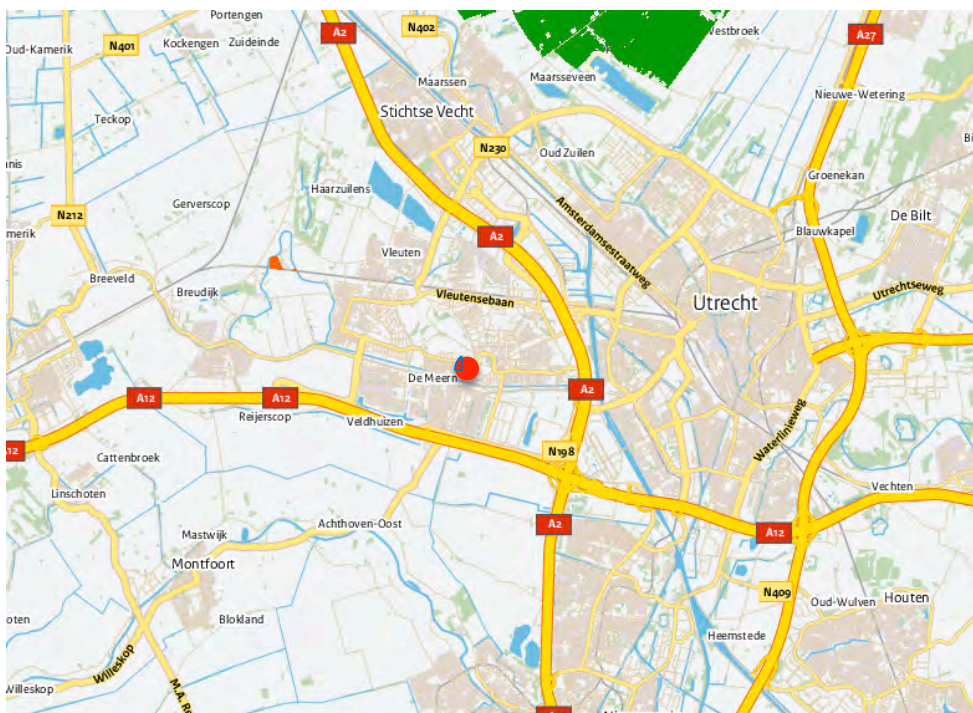 Portengen
Oud-Kamerik
N401
Kockengen
Zuideinde
A2
N402
Westbroek
A27
Maarssen
Maarsseveen
Stichtse Vecht
Nieuwe-Wetering
Teckop
N230
Oud Zuilen
Groenekan
Haarzuilens
Gerverscop
N212
Amsterdamsestraatweg
De Bilt
A2
Blauwkapel
Vleuten
Breeveld
Breudijk
Vleutensebaan
Utrecht
Utrechtseweg
De Meern
A12
A12
A2
Reijerscop
Veldhuizen
Waterlinieweg
N198
Cattenbroek
Linschoten
Vechten
Achthoven-Oost
A2
A12
Mastwijk
Montfoort
N409
Houten
Oud-Wulven
Blokland
Heemstede
Willeskop
Willeskop